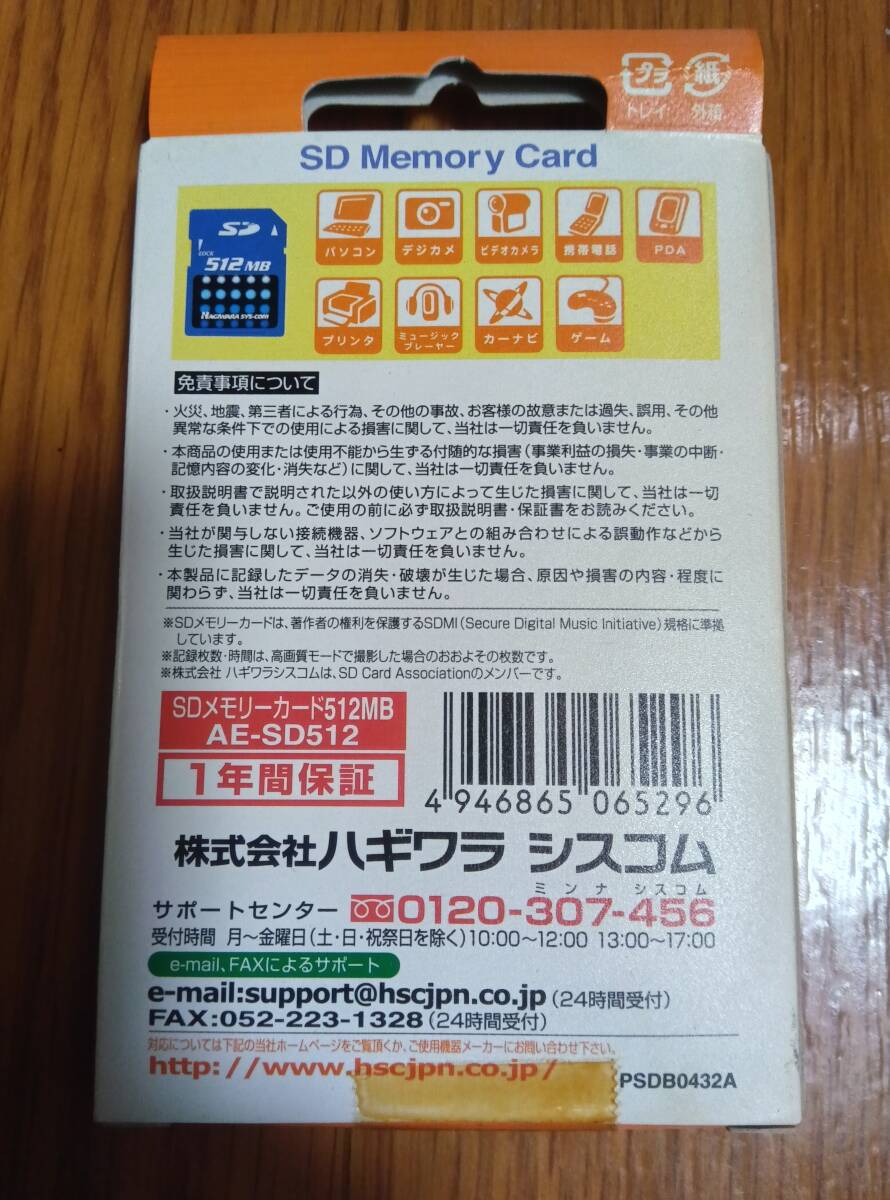 プラ
トレイ
紙
外箱
SD Memory Card
SD
LOCK
512MB
HAGIWARA SYS-COM
パソコン
デジカメ
ビデオカメラ
携帯電話
PDA
プリンタ
ミュージック
プレーヤー
カーナビ
ゲーム
免責事項について
・火災、地震、第三者による行為、その他の事故、お客様の故意または過失、誤用、その他
異常な条件下での使用による損害に関して、当社は一切責任を負いません。
・本商品の使用または使用不能から生ずる付随的な損害(事業利益の損失・事業の中断・
記憶内容の変化・消失など)に関して、当社は一切責任を負いません。
・取扱説明書で説明された以外の使い方によって生じた損害に関して、当社は一切
責任を負いません。ご使用の前に必ず取扱説明書・保証書をお読みください。
・当社が関与しない接続機器、ソフトウェアとの組み合わせによる誤動作などから
生じた損害に関して、当社は一切責任を負いません。
・本製品に記録したデータの消失・破壊が生じた場合、原因や損害の内容・程度に
関わらず、当社は一切責任を負いません。
※SDメモリーカードは、著作者の権利を保護するSDMI(Secure Digital Music Initiative)規格に準拠
しています。
※記録枚数・時間は、高画質モードで撮影した場合のおおよその枚数です。
※株式会社 ハギワラシスコムは、SD Card Associationのメンバーです。
SDメモリーカード512MB
AE-SD512
1年間保証
4 946865 065296
株式会社ハギワラ シスコム
ミンナ シスコム
サポートセンター 0120-307-456
受付時間 月〜金曜日(土・日・祝祭日を除く)10:00〜12:00 13:00〜17:00
e-mail、FAXによるサポート
e-mail:support@hscjpn.co.jp(24時間受付)
FAX:052-223-1328(24時間受付)
対応については下記の当社ホームページをご覧頂くか、ご使用機器メーカーにお問い合わせ下さい。
http://www.hscjpn.co.jp/
PSDB0432A